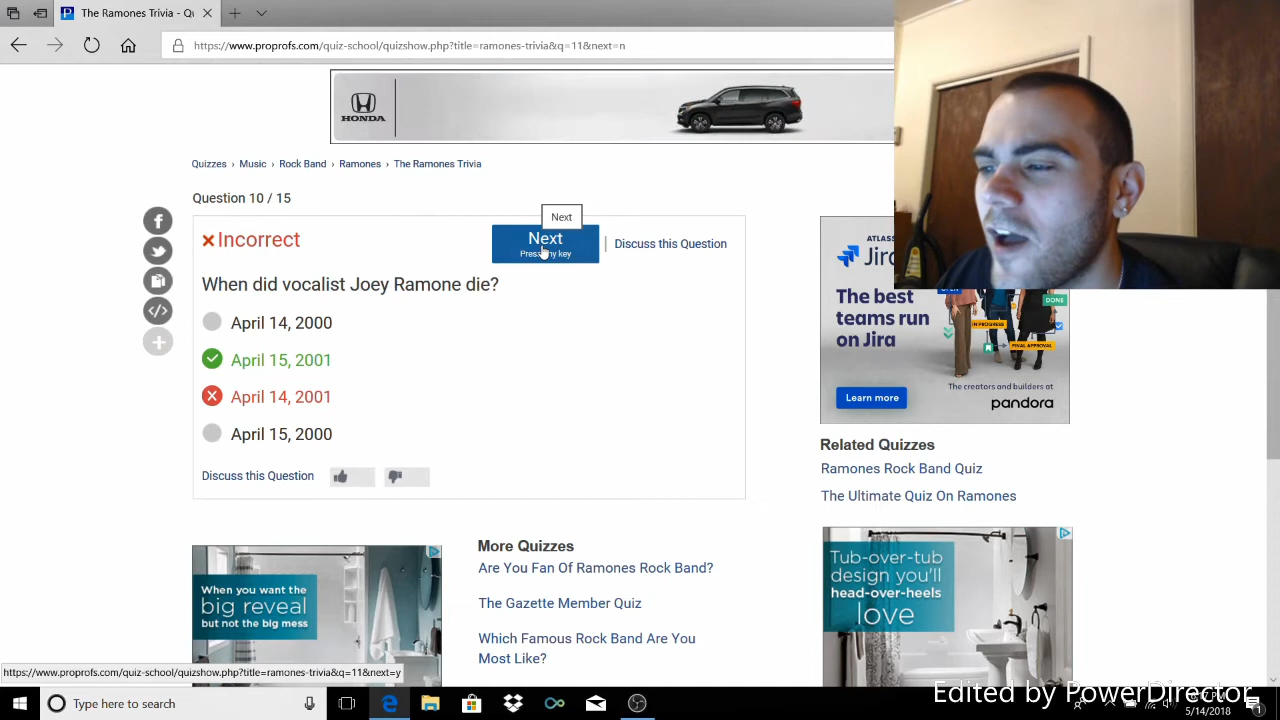 The Ramones Trivia - Q
https://www.proprofs.com/quiz-school/quizshow.php?title=ramones-trivia&q=11&next=n
HONDA
Quizzes › Music › Rock Band › Ramones › The Ramones Trivia
Question 10 / 15
Next
Incorrect
Next
Press any key
Discuss this Question
When did vocalist Joey Ramone die?
April 14, 2000
April 15, 2001
April 14, 2001
April 15, 2000
Discuss this Question
ATLAS
Jira
OPEN
DONE
IN PROGRESS
FINAL APPROVAL
The best
teams run
on Jira
The creators and builders at
Learn more
pandora
Related Quizzes
Ramones Rock Band Quiz
The Ultimate Quiz On Ramones
When you want the
big reveal
but not the big mess
More Quizzes
Are You Fan Of Ramones Rock Band?
The Gazette Member Quiz
Which Famous Rock Band Are You
Most Like?
Tub-over-tub
design you'll
head-over-heels
love
https://www.proprofs.com/quiz-school/quizshow.php?title=ramones-trivia&q=11&next=y
Type here to search
Edited by PowerDirector
5/14/2018